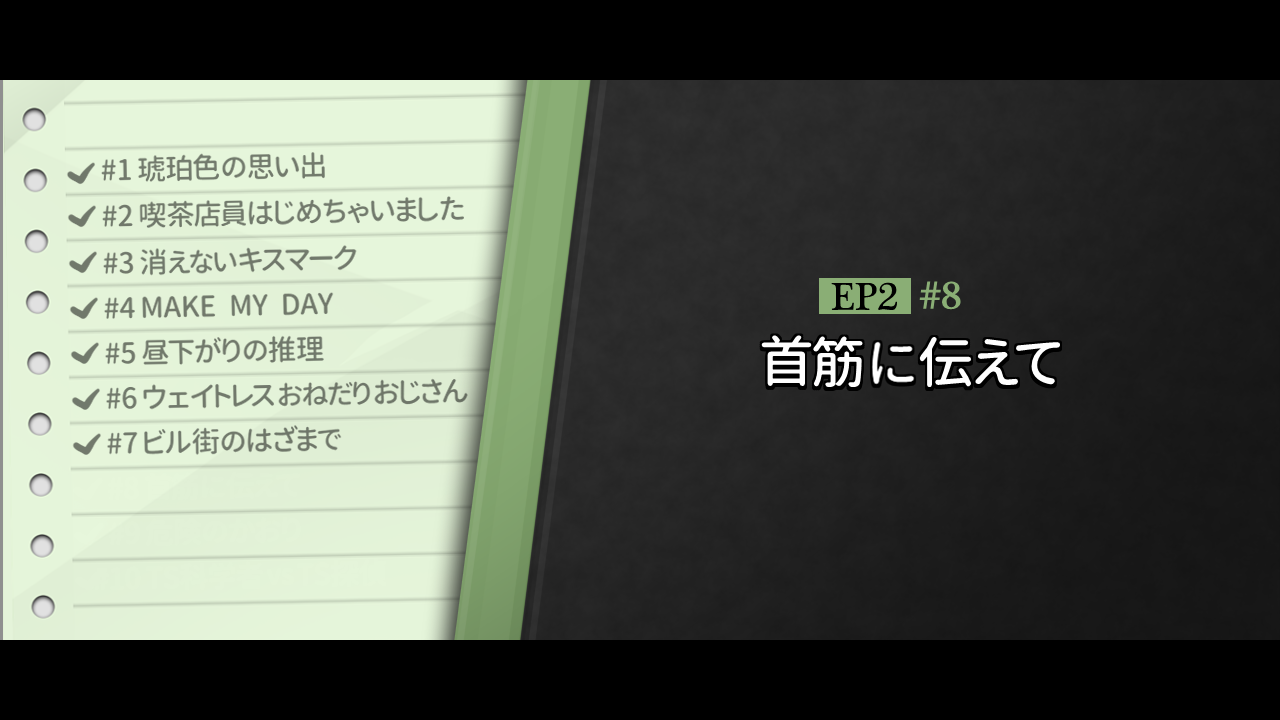 #1 琥珀色の思い出
#2 喫茶店員はじめちゃいました
#3 消えないキスマーク
#4 MAKE MY DAY
#5 昼下がりの推理
#6 ウェイトレスおねだりおじさん
#7 ビル街のはざまで
EP2 #8
首筋に伝えて